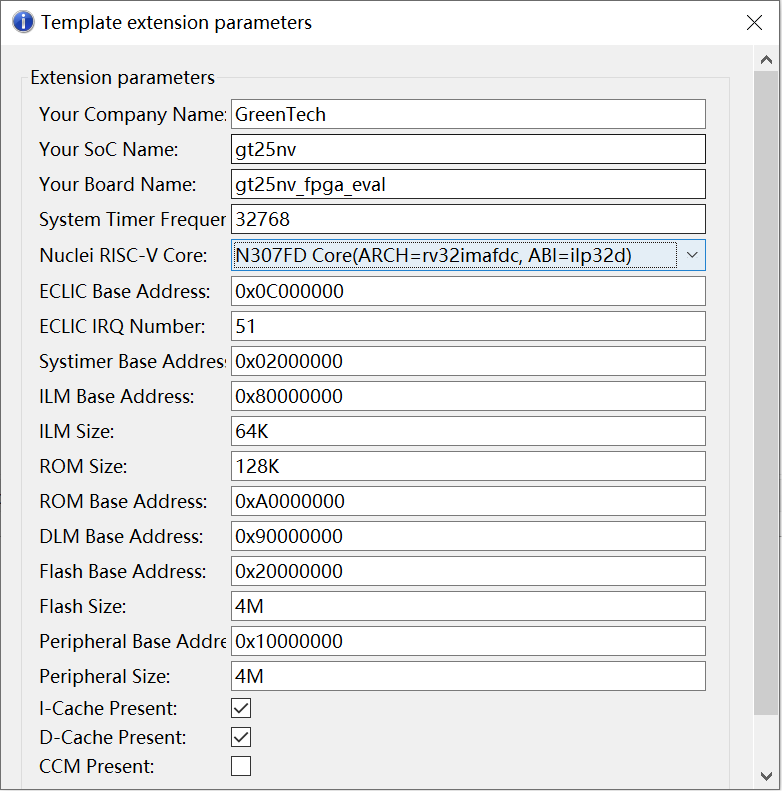 Template extension parameters
Extension parameters
Your Company Name: GreenTech
Your SoC Name: gt25nv
Your Board Name: gt25nv_fpga_eval
System Timer Frequer 32768
Nuclei RISC-V Core: N307FD Core(ARCH=rv32imafdc, ABI=ilp32d)
ECLIC Base Address: 0x0C000000
ECLIC IRQ Number: 51
Systimer Base Address 0x02000000
ILM Base Address: 0x80000000
ILM Size: 64K
ROM Size: 128K
ROM Base Address: 0xA0000000
DLM Base Address: 0x90000000
Flash Base Address: 0x20000000
Flash Size: 4M
Peripheral Base Addre 0x10000000
Peripheral Size: 4M
I-Cache Present:
D-Cache Present:
CCM Present: